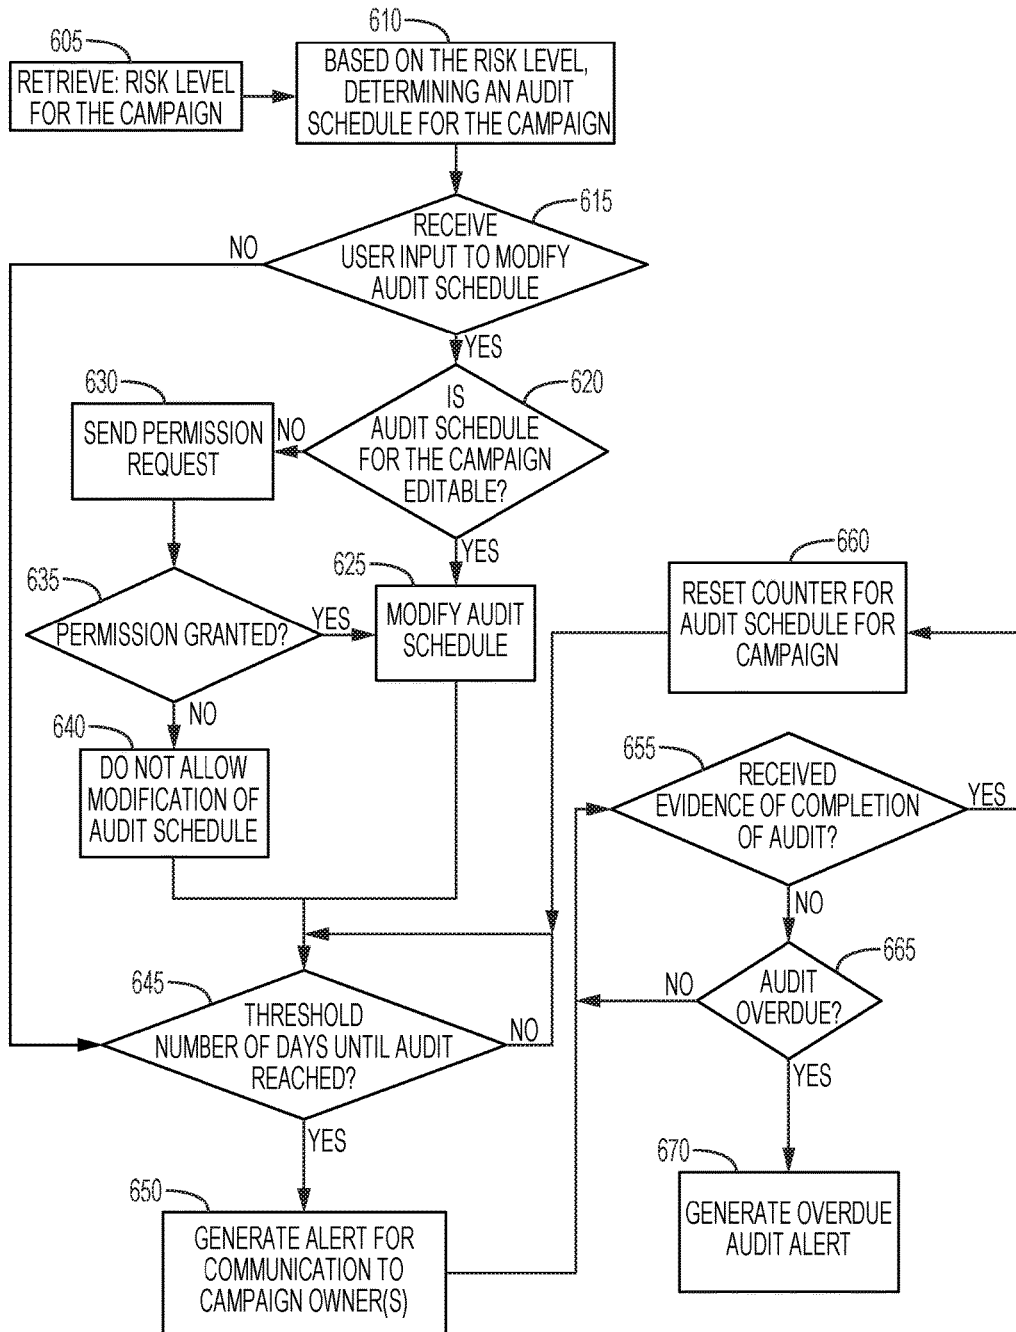 605
RETRIEVE: RISK LEVEL
FOR THE CAMPAIGN
610
BASED ON THE RISK LEVEL,
DETERMINING AN AUDIT
SCHEDULE FOR THE CAMPAIGN
615
RECEIVE
USER INPUT TO MODIFY
AUDIT SCHEDULE
NO
YES
620
IS
AUDIT SCHEDULE
FOR THE CAMPAIGN
EDITABLE?
NO
YES
630
SEND PERMISSION
REQUEST
635
PERMISSION GRANTED?
YES
NO
625
MODIFY AUDIT
SCHEDULE
640
DO NOT ALLOW
MODIFICATION OF
AUDIT SCHEDULE
645
THRESHOLD
NUMBER OF DAYS UNTIL AUDIT
REACHED?
NO
YES
650
GENERATE ALERT FOR
COMMUNICATION TO
CAMPAIGN OWNER(S)
660
RESET COUNTER FOR
AUDIT SCHEDULE FOR
CAMPAIGN
655
RECEIVED
EVIDENCE OF COMPLETION
OF AUDIT?
YES
NO
665
AUDIT
OVERDUE?
NO
YES
670
GENERATE OVERDUE
AUDIT ALERT